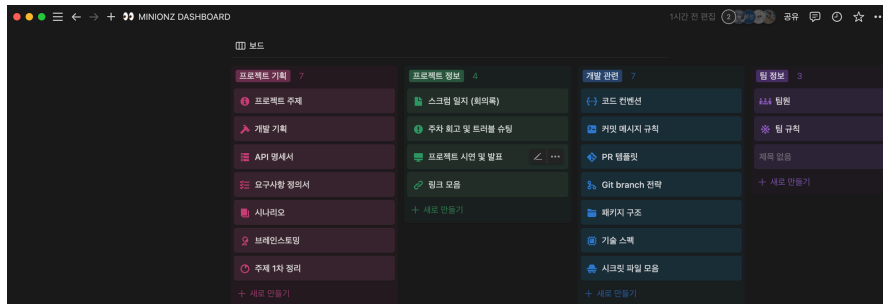 MINIONZ DASHBOARD
1시간 전 편집
2
공유
보드
프로젝트 기획 7
프로젝트 주제
개발 기획
API 명세서
요구사항 정의서
시나리오
브레인스토밍
주제 1차 정리
+ 새로 만들기
프로젝트 정보 4
스크럼 일지 (회의록)
주차 회고 및 트러블 슈팅
프로젝트 시연 및 발표
링크 모음
+ 새로 만들기
개발 관련 7
코드 컨벤션
커밋 메시지 규칙
PR 템플릿
Git branch 전략
패키지 구조
기술 스펙
시크릿 파일 모음
+ 새로 만들기
팀 정보 3
팀원
팀 규칙
제목 없음
+ 새로 만들기